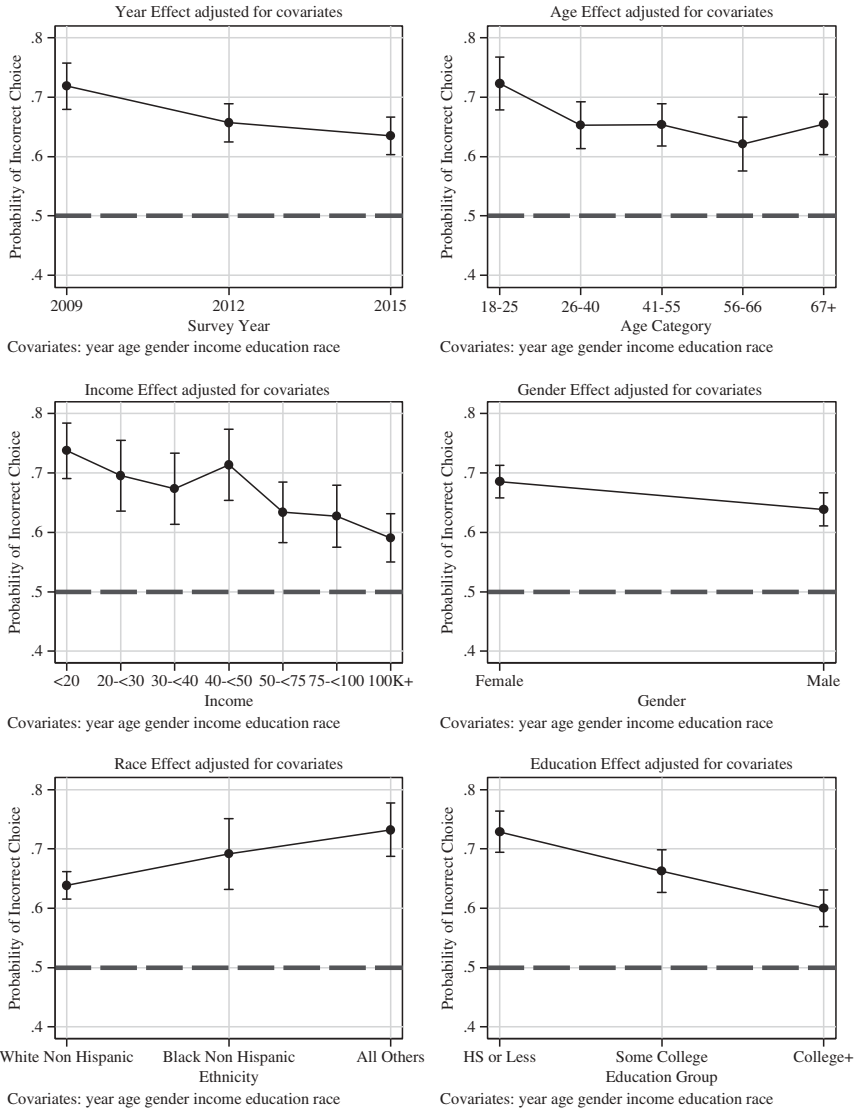 Year Effect adjusted for covariates
Probability of Incorrect Choice
.8
.7
.6
.5
.4
2009 2012 2015
Survey Year
Covariates: year age gender income education race
Age Effect adjusted for covariates
Probability of Incorrect Choice
.8
.7
.6
.5
.4
18-25 26-40 41-55 56-66 67+
Age Category
Covariates: year age gender income education race
Income Effect adjusted for covariates
Probability of Incorrect Choice
.8
.7
.6
.5
.4
<20 20-<30 30-<40 40-<50 50-<75 75-<100 100K+
Income
Covariates: year age gender income education race
Gender Effect adjusted for covariates
Probability of Incorrect Choice
.8
.7
.6
.5
.4
Female Male
Gender
Covariates: year age gender income education race
Race Effect adjusted for covariates
Probability of Incorrect Choice
.8
.7
.6
.5
.4
White Non Hispanic Black Non Hispanic All Others
Ethnicity
Covariates: year age gender income education race
Education Effect adjusted for covariates
Probability of Incorrect Choice
.8
.7
.6
.5
.4
HS or Less Some College College+
Education Group
Covariates: year age gender income education race